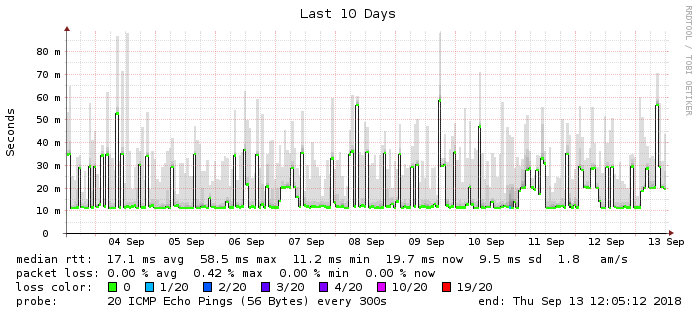 Last 10 Days
RRDTOOL / TOBI OETIKER
Seconds
80 m
70 m
60 m
50 m
40 m
30 m
20 m
10 m
0
04 Sep 05 Sep 06 Sep 07 Sep 08 Sep 09 Sep 10 Sep 11 Sep 12 Sep 13 Sep
median rtt: 17.1 ms avg 58.5 ms max 11.2 ms min 19.7 ms now 9.5 ms sd 1.8 am/s
packet loss: 0.00 % avg 0.42 % max 0.00 % min 0.00 % now
loss color: 0 1/20 2/20 3/20 4/20 10/20 19/20
probe: 20 ICMP Echo Pings (56 Bytes) every 300s end: Thu Sep 13 12:05:12 2018